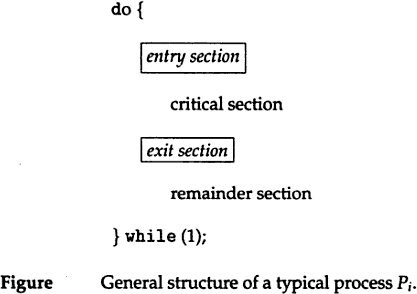 do {
entry section
critical section
exit section
remainder section
} while (1);
Figure General structure of a typical process Pi.